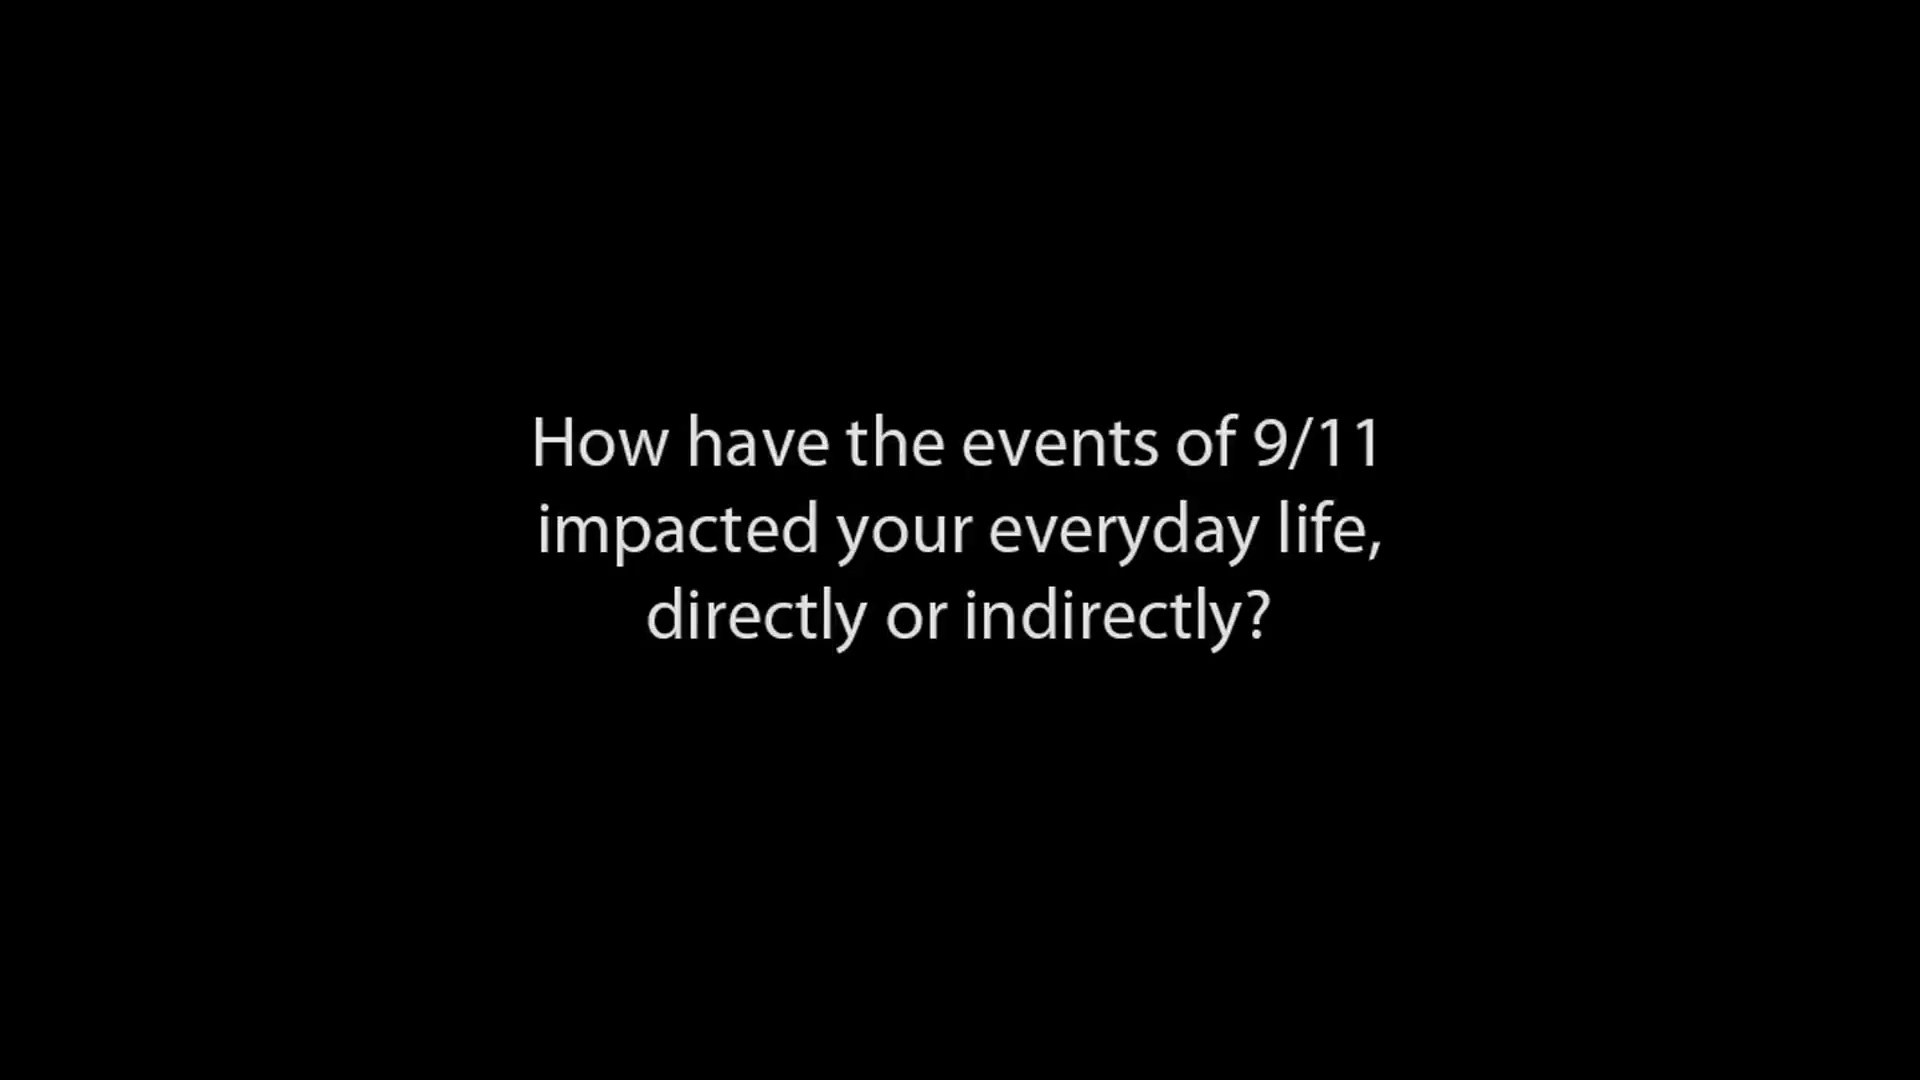 How have the events of 9/11
impacted your everyday life,
directly or indirectly?